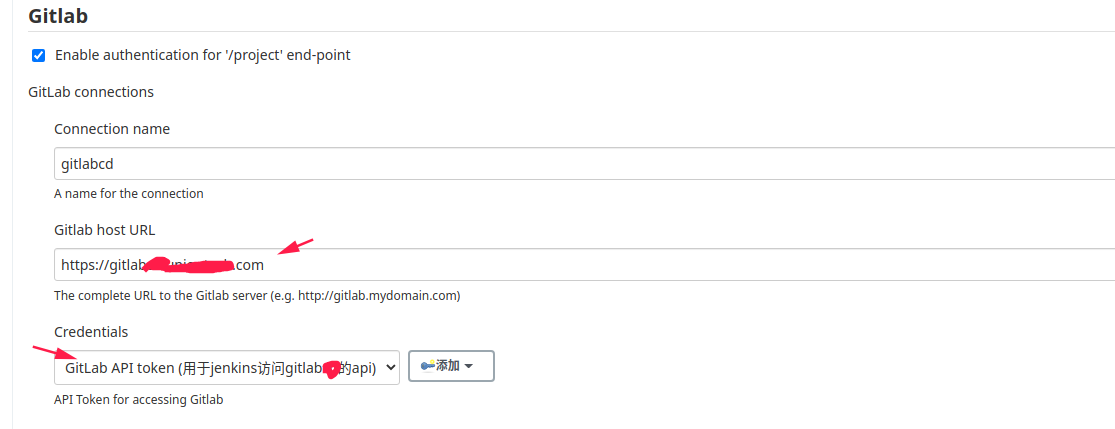 Gitlab
Enable authentication for '/project' end-point
GitLab connections
Connection name
gitlabcd
A name for the connection
Gitlab host URL
https://gitlab .com
The complete URL to the Gitlab server (e.g. http://gitlab.mydomain.com)
Credentials
GitLab API token (用于jenkins访问gitlab 的api)
添加
API Token for accessing Gitlab